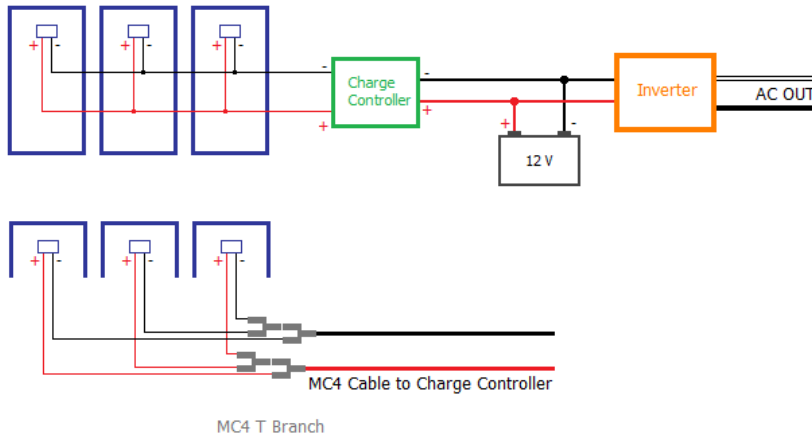 + - + - + -
-
Charge
Controller
+
-
+
Inverter
AC OUT
+ -
12 V
+ - + - + -
MC4 Cable to Charge Controller
MC4 T Branch